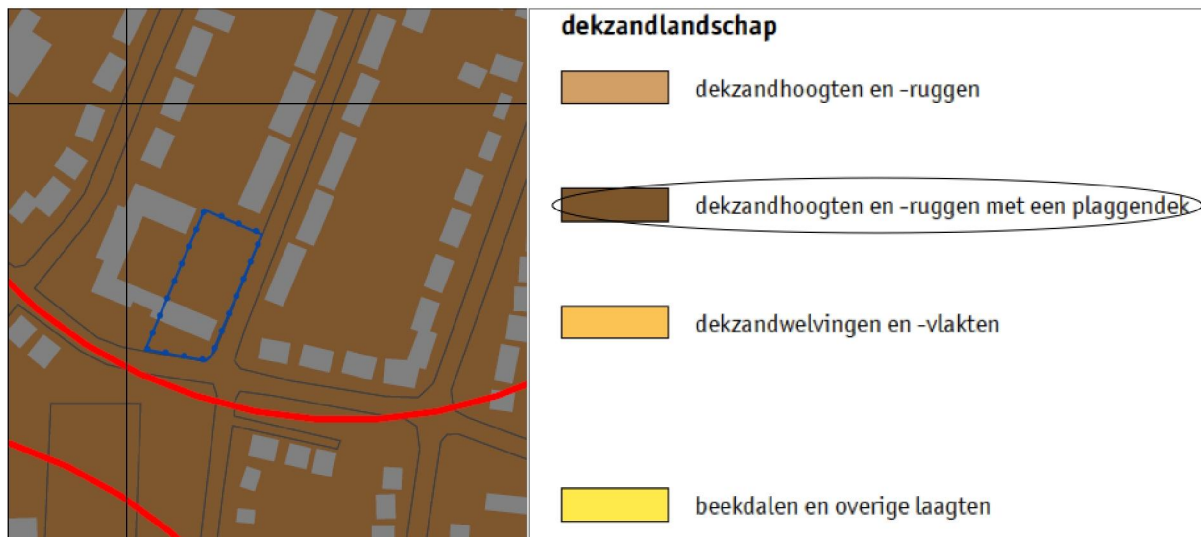 dekzandlandschap
dekzandhoogten en -ruggen
dekzandhoogten en -ruggen met een plaggendek
dekzandwelvingen en -vlakten
beekdalen en overige laagten